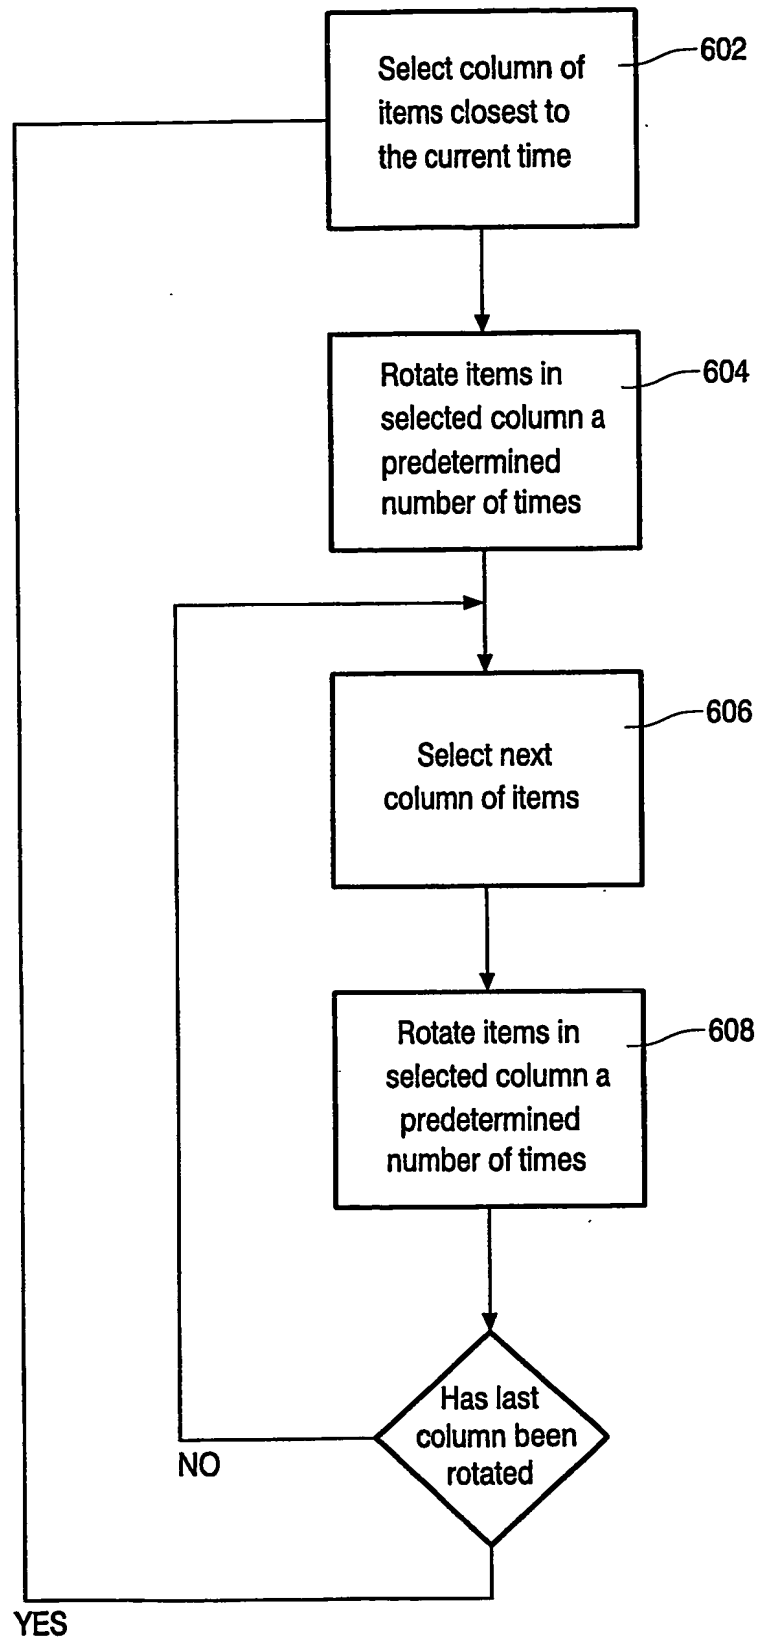 Select column of
items closest to
the current time
602
Rotate items in
selected column a
predetermined
number of times
604
Select next
column of items
606
Rotate items in
selected column a
predetermined
number of times
608
Has last
column been
rotated
NO
YES